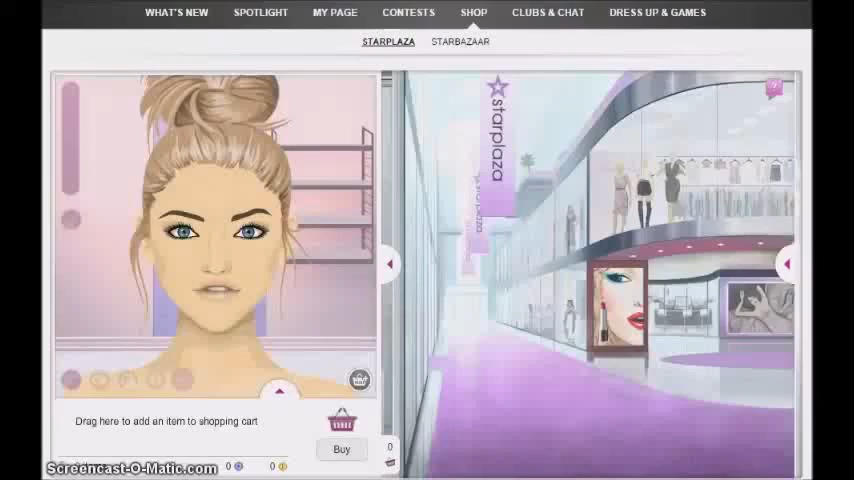 WHAT'S NEW SPOTLIGHT MY PAGE CONTESTS SHOP CLUBS & CHAT DRESS UP & GAMES
STARPLAZA STARBAZAAR
starplaza
starplaza
?
Drag here to add an item to shopping cart
Buy
0
0
0
Screencast-O-Matic.com